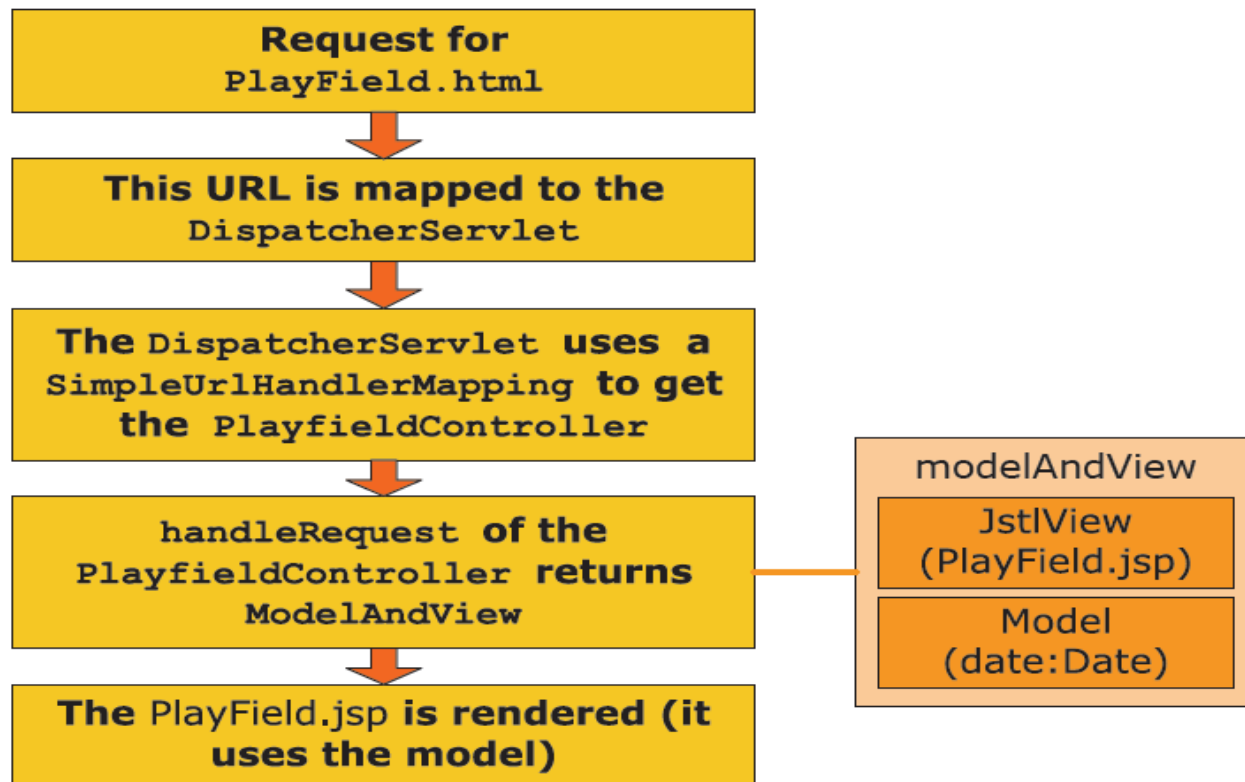 Request for
PlayField.html
This URL is mapped to the
DispatcherServlet
The DispatcherServlet uses a
SimpleUrlHandlerMapping to get
the PlayfieldController
handleRequest of the
PlayfieldController returns
ModelAndView
modelAndView
JstlView
(PlayField.jsp)
Model
(date:Date)
The PlayField.jsp is rendered (it
uses the model)